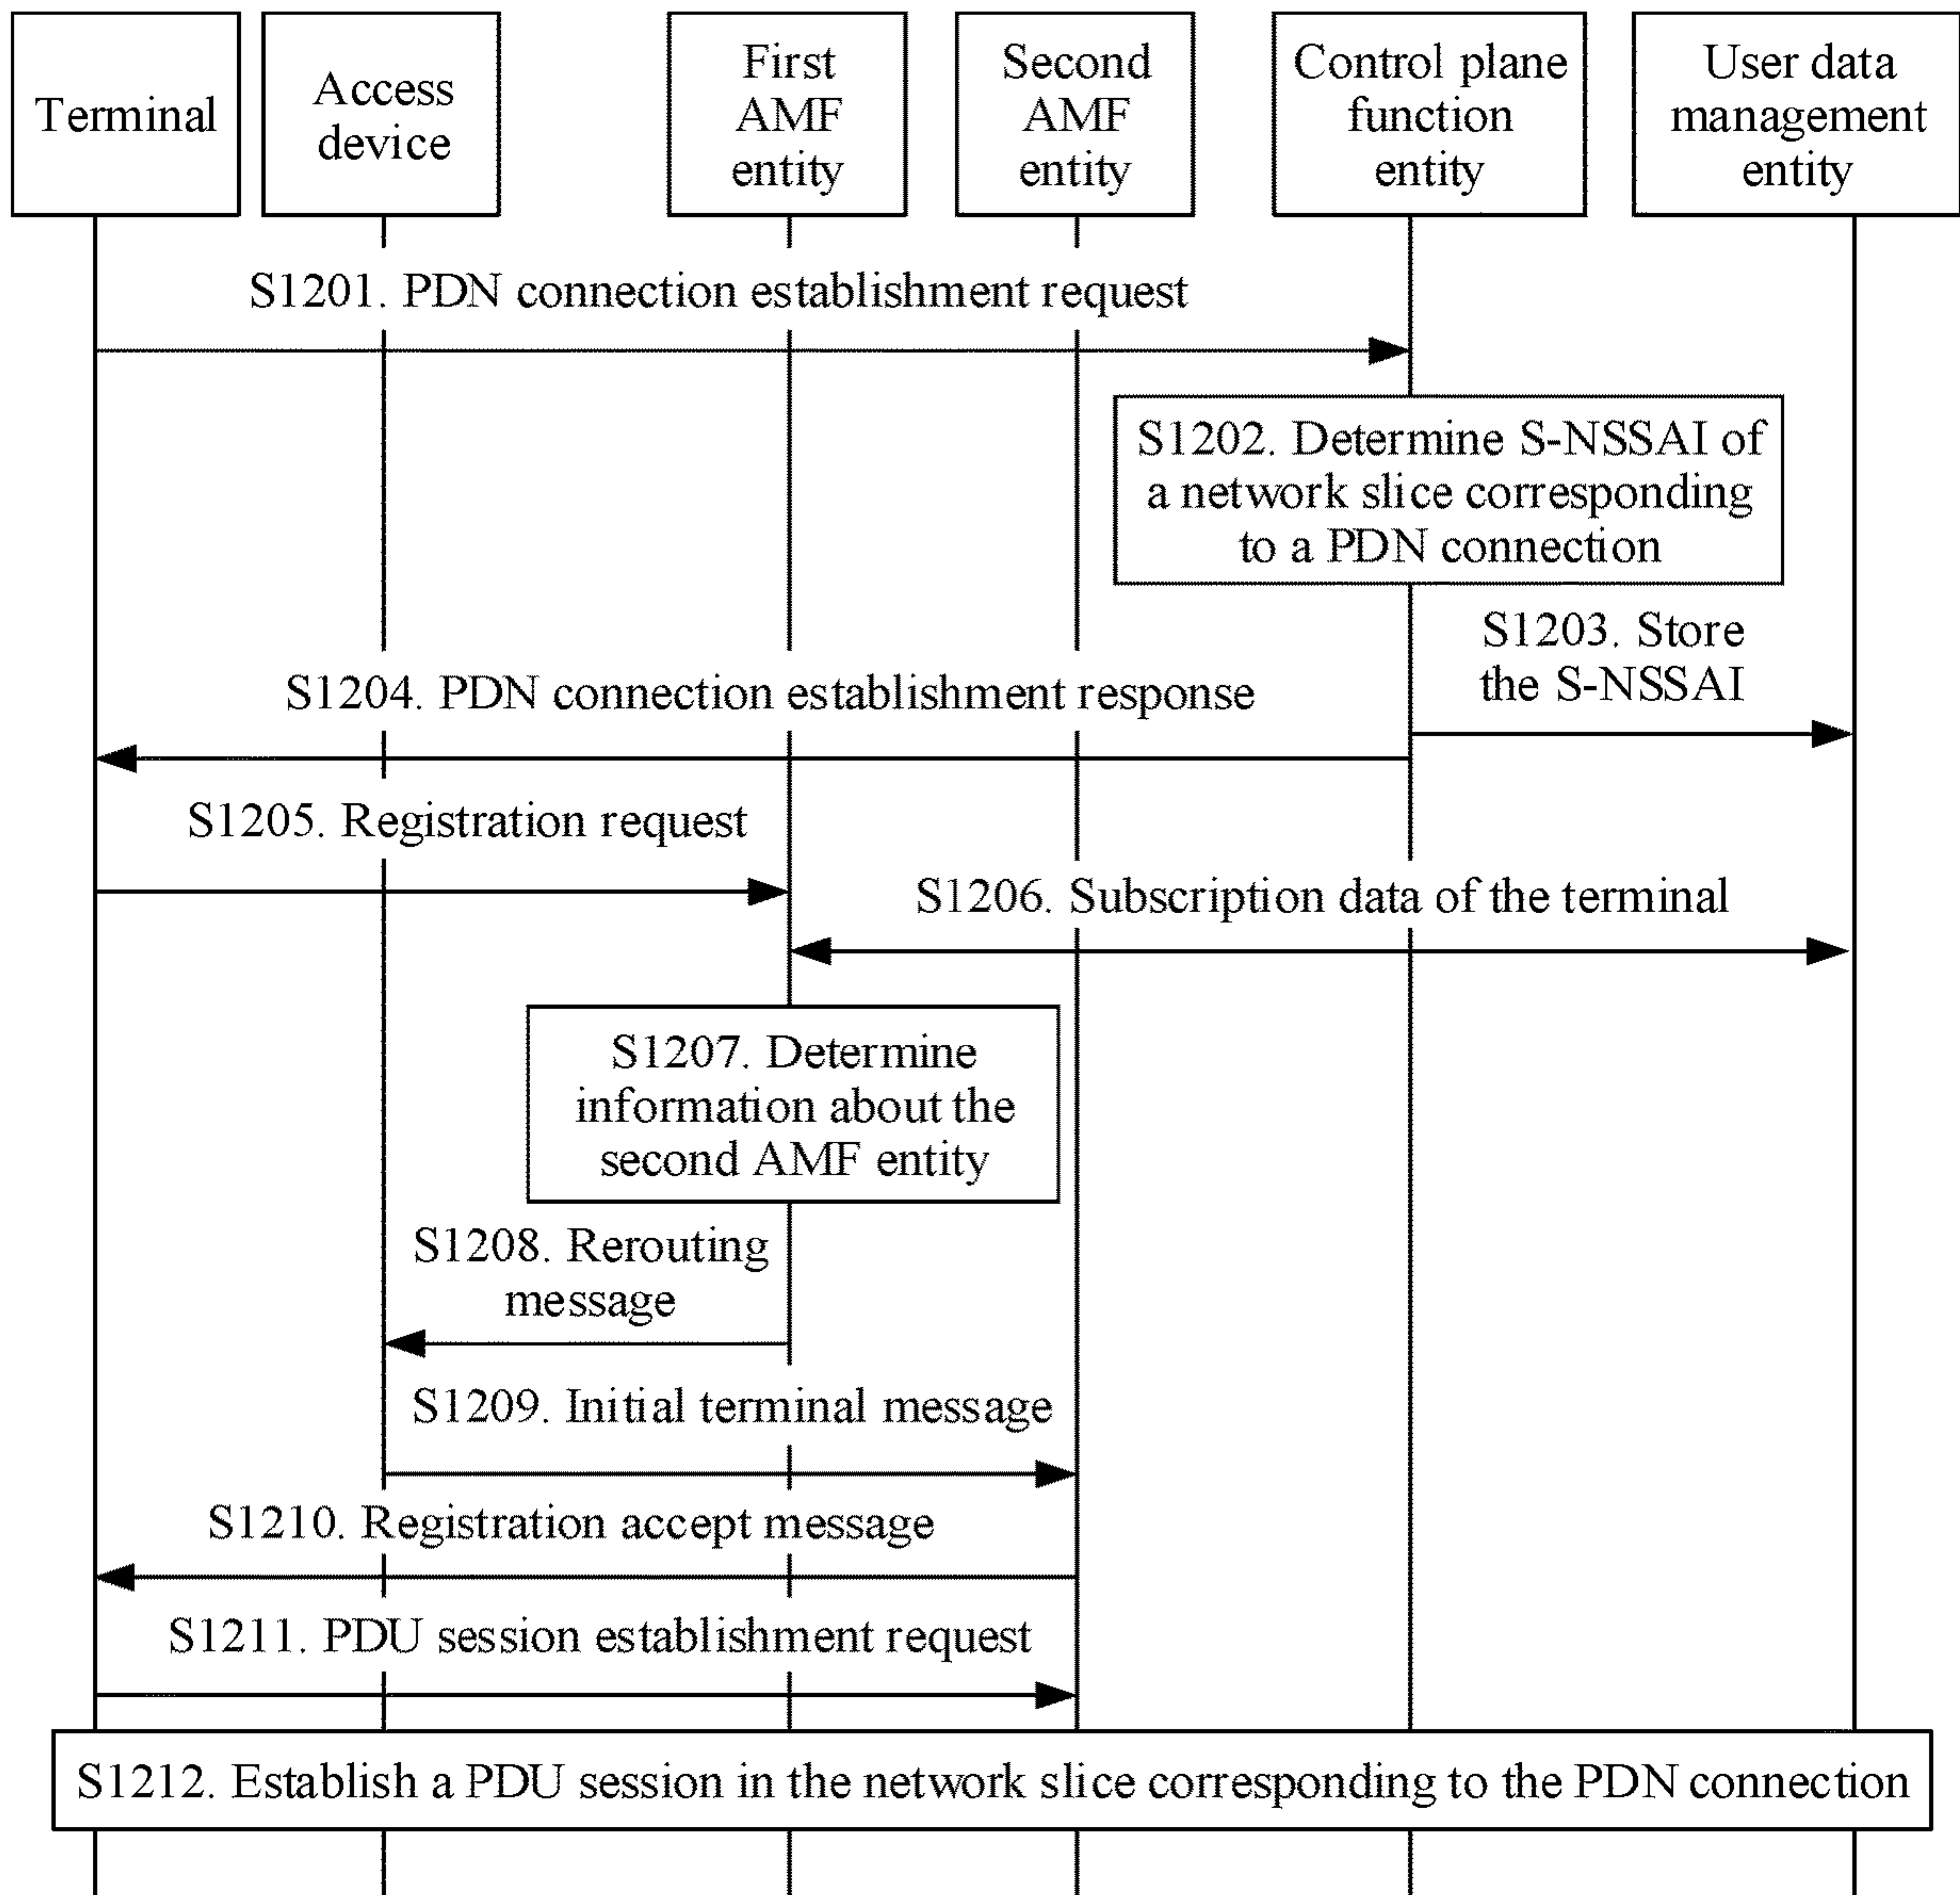 Terminal
Access
device
First
AMF
entity
Second
AMF
entity
Control plane
function
entity
User data
management
entity
S1201. PDN connection establishment request
S1202. Determine S-NSSAI of
a network slice corresponding
to a PDN connection
S1203. Store
the S-NSSAI
S1204. PDN connection establishment response
S1205. Registration request
S1206. Subscription data of the terminal
S1207. Determine
information about the
second AMF entity
S1208. Rerouting
message
S1209. Initial terminal message
S1210. Registration accept message
S1211. PDU session establishment request
S1212. Establish a PDU session in the network slice corresponding to the PDN connection